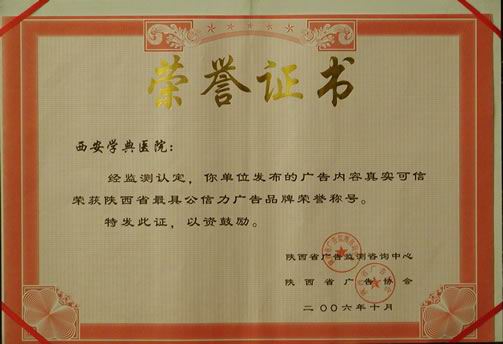 荣誉证书
西安学典医院：
经监测认定，你单位发布的广告内容真实可信
荣获陕西省最具公信力广告品牌荣誉称号。
特发此证，以资鼓励。
陕西省广告监测咨询中心
陕西省广告协会
二〇〇六年十月